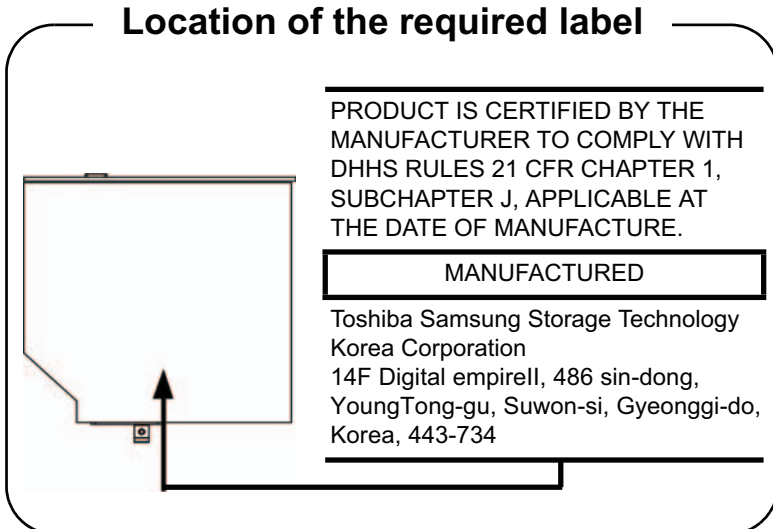 Location of the required label
PRODUCT IS CERTIFIED BY THE
MANUFACTURER TO COMPLY WITH
DHHS RULES 21 CFR CHAPTER 1,
SUBCHAPTER J, APPLICABLE AT
THE DATE OF MANUFACTURE.
MANUFACTURED
Toshiba Samsung Storage Technology
Korea Corporation
14F Digital empireII, 486 sin-dong,
YoungTong-gu, Suwon-si, Gyeonggi-do,
Korea, 443-734